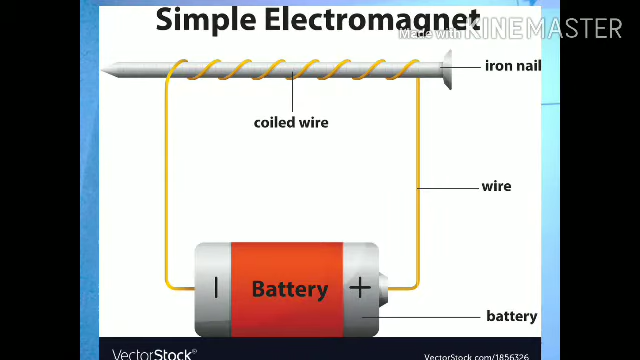 Simple Electromagnet
Made with KINEMASTER
iron nail
coiled wire
wire
Battery
battery
VectorStock®
VectorStock.com/1856326